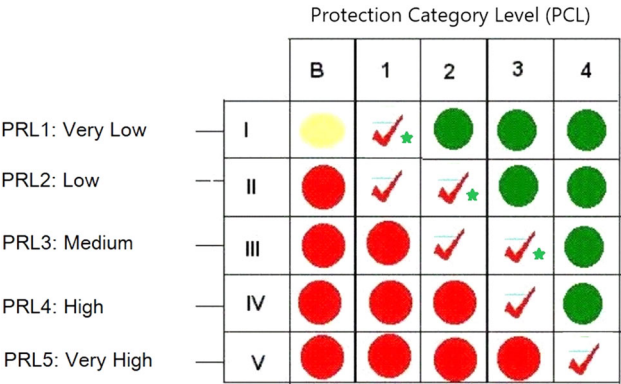 Protection Category Level (PCL)
B 1 2 3 4
PRL1: Very Low I
PRL2: Low II
PRL3: Medium III
PRL4: High IV
PRL5: Very High V